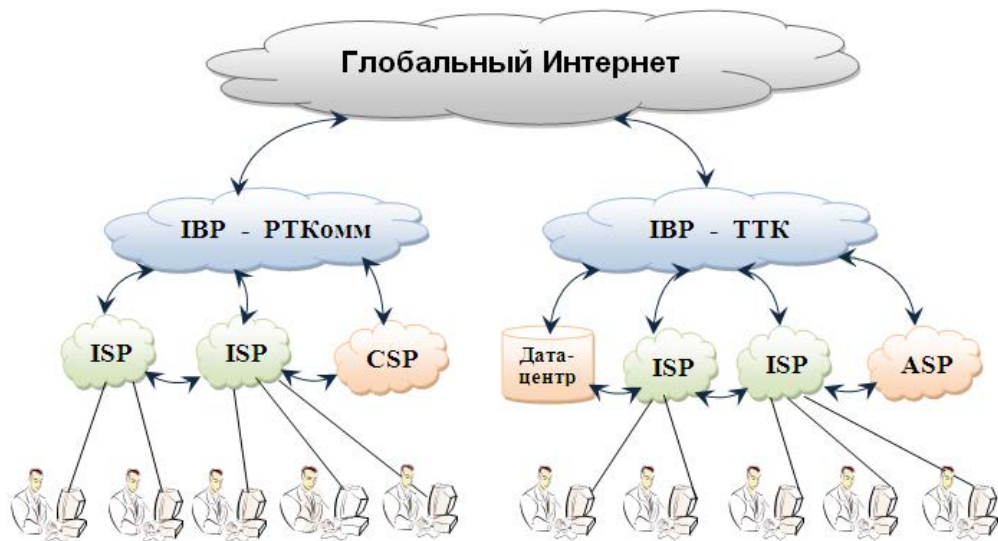 Глобальный Интернет
IBP - РТКомм
IBP - ТТК
ISP
ISP
CSP
Дата-
центр
ISP
ISP
ASP